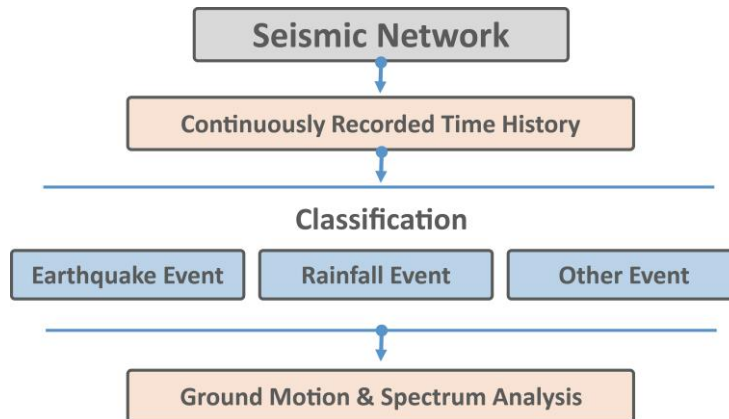 Seismic Network
Continuously Recorded Time History
Classification
Earthquake Event
Rainfall Event
Other Event
Ground Motion & Spectrum Analysis